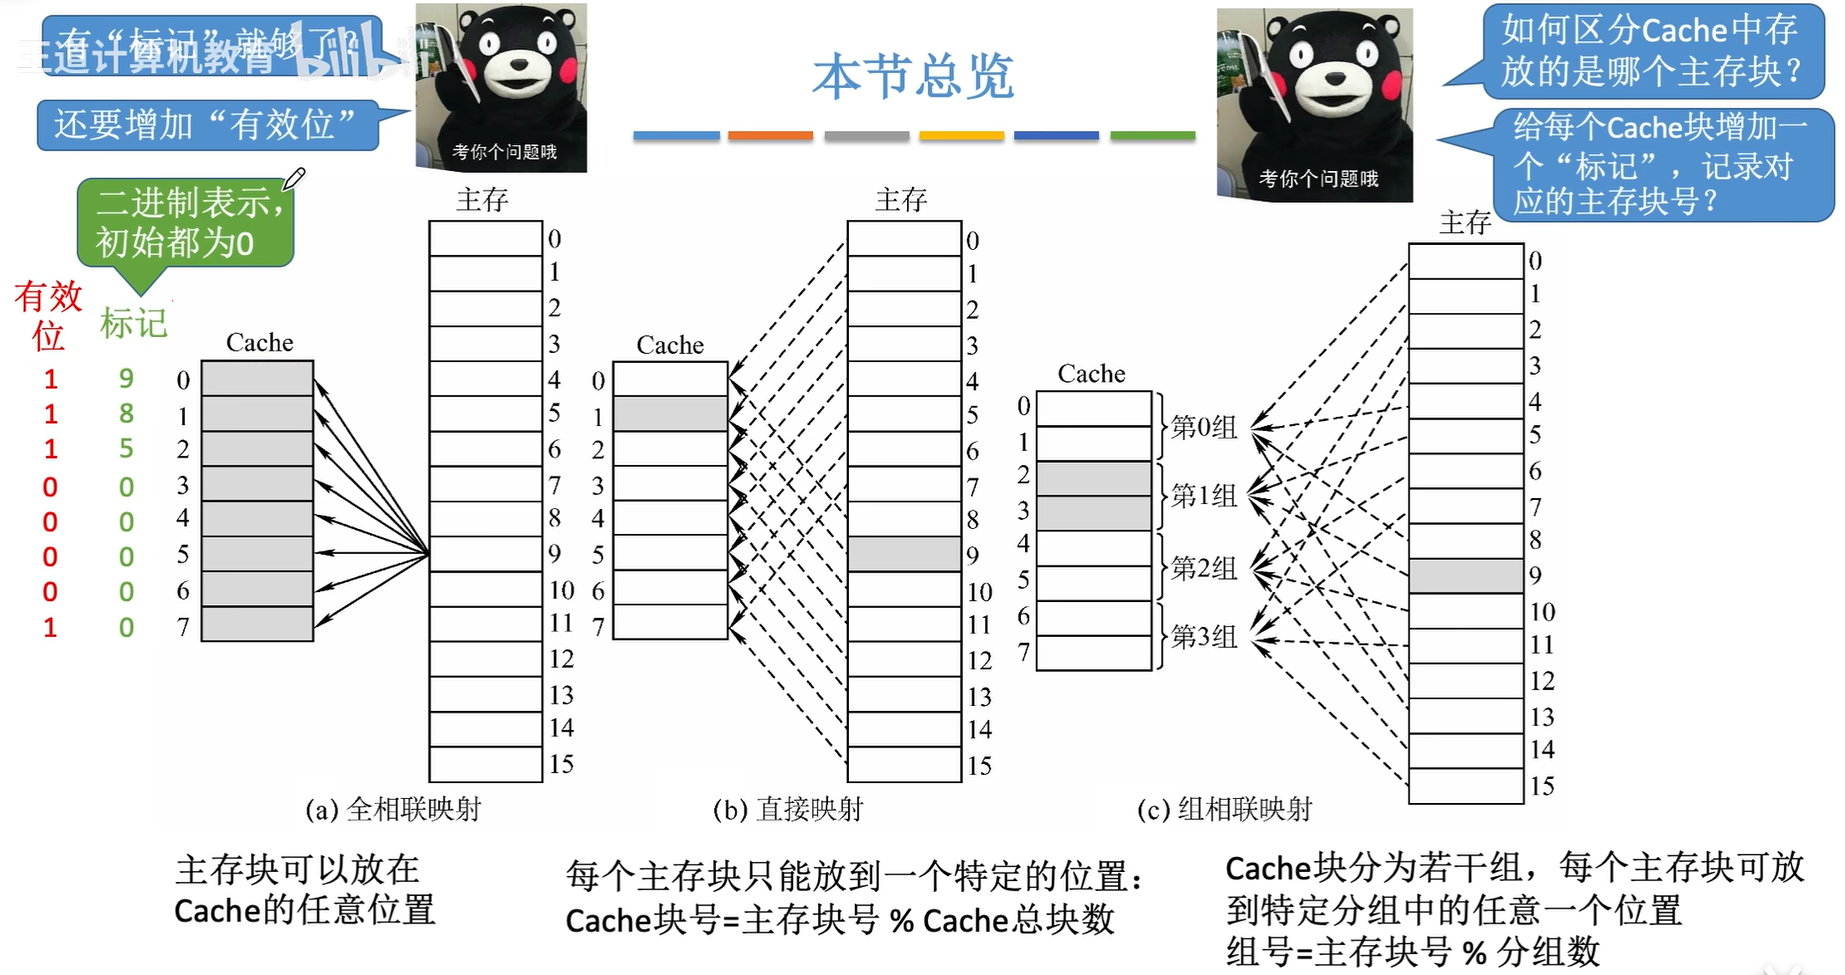 有“标记”就够了？
王道计算机教育 bilibili
还要增加“有效位”
考你个问题哦
本节总览
考你个问题哦
如何区分Cache中存
放的是哪个主存块？
给每个Cache块增加一
个“标记”，记录对
应的主存块号？
二进制表示，
初始都为0
有效
位
标记
Cache
主存
1 9 0
1 8 1
1 5 2
0 0 3
0 0 4
0 0 5
0 0 6
1 0 7
0
1
2
3
4
5
6
7
8
9
10
11
12
13
14
15
(a) 全相联映射
主存块可以放在
Cache的任意位置
Cache
主存
0
1
2
3
4
5
6
7
0
1
2
3
4
5
6
7
8
9
10
11
12
13
14
15
(b) 直接映射
每个主存块只能放到一个特定的位置：
Cache块号=主存块号 % Cache总块数
Cache
主存
0
1
2
3
4
5
6
7
第0组
第1组
第2组
第3组
0
1
2
3
4
5
6
7
8
9
10
11
12
13
14
15
(c) 组相联映射
Cache块分为若干组，每个主存块可放
到特定分组中的任意一个位置
组号=主存块号 % 分组数